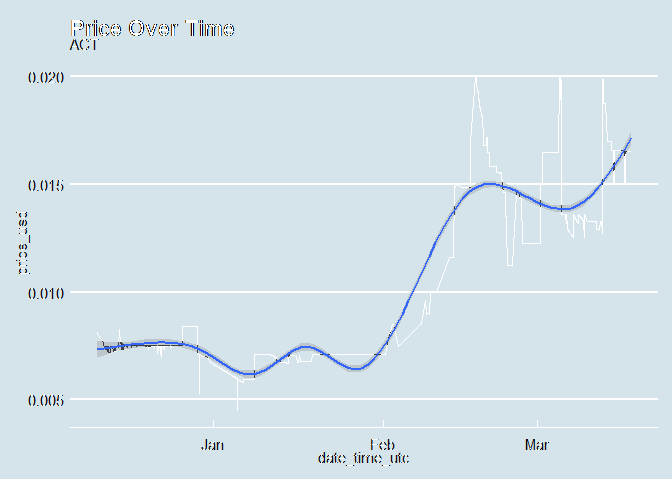 Price Over Time
ACT
0.020
0.015
0.010
0.005
price_usd
Jan
Feb
Mar
date_time_utc